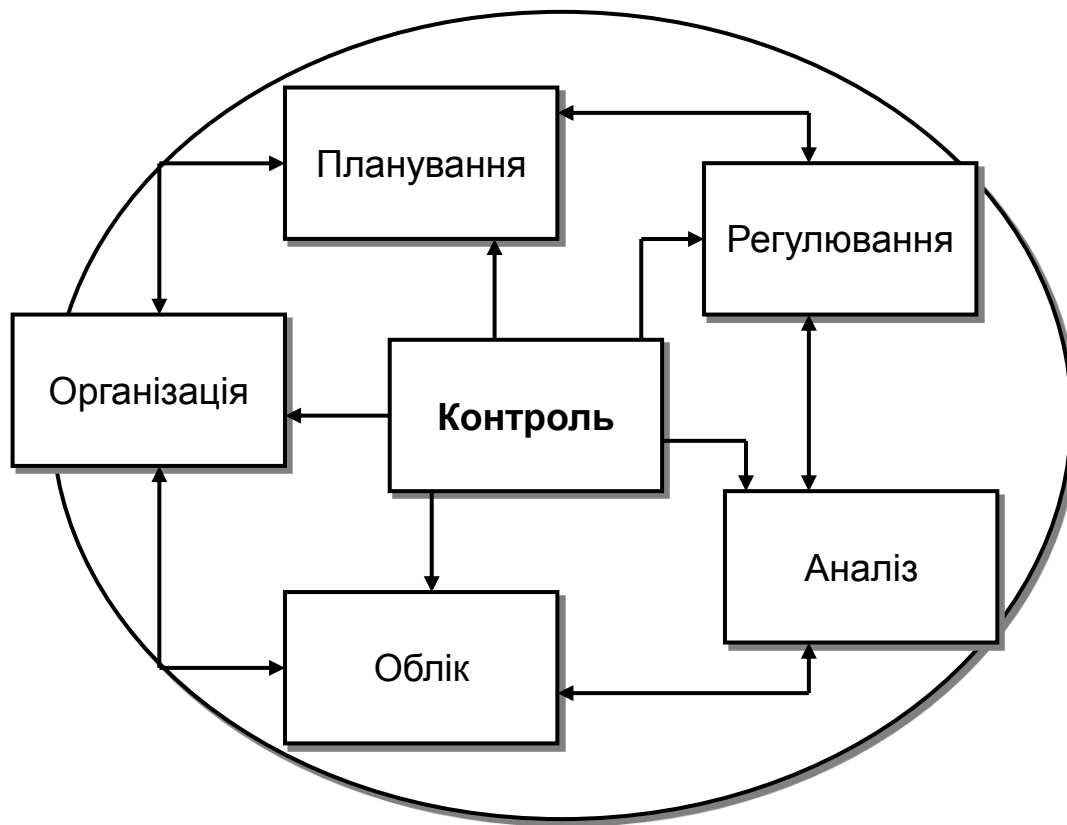 Планування
Регулювання
Організація
Контроль
Аналіз
Облік